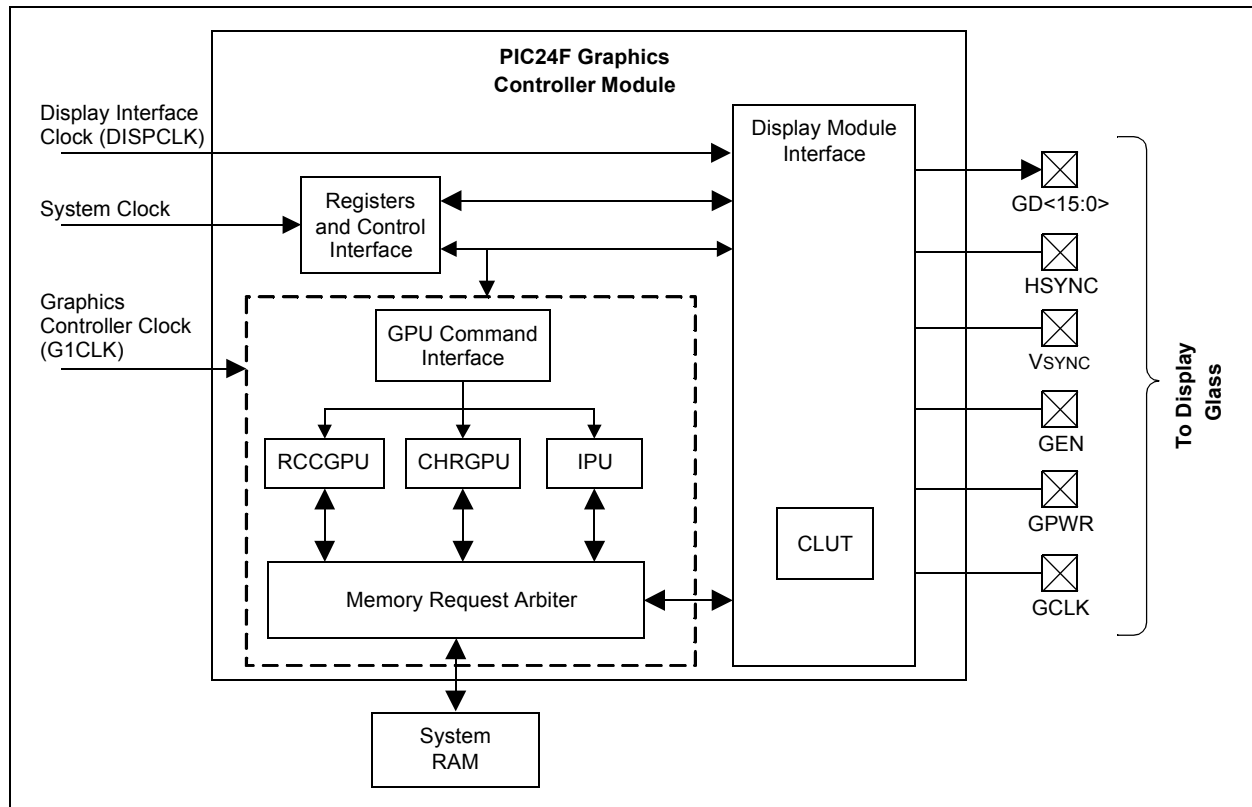 PIC24F Graphics
Controller Module
Display Interface
Clock (DISPCLK)
System Clock
Graphics
Controller Clock
(G1CLK)
Registers
and Control
Interface
GPU Command
Interface
RCCGPU
CHRGPU
IPU
Memory Request Arbiter
System
RAM
Display Module
Interface
CLUT
GD<15:0>
HSYNC
VSYNC
GEN
GPWR
GCLK
To Display
Glass